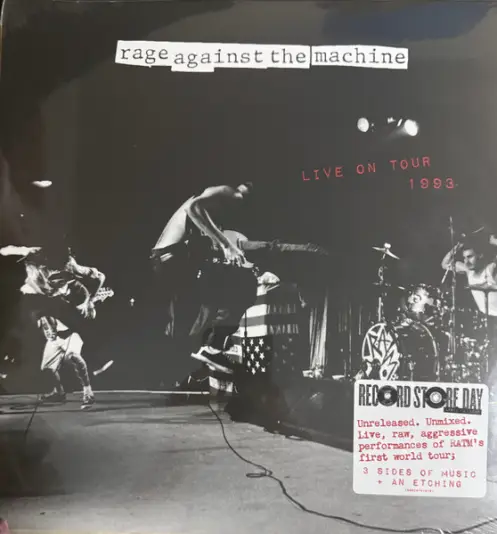 rage against the machine
LIVE ON TOUR
1993
RECORD STORE DAY
Unreleased. Unmixed.
Live, raw, aggressive
performances of RATM's
first world tour;
3 SIDES OF MUSIC
+ AN ETCHING